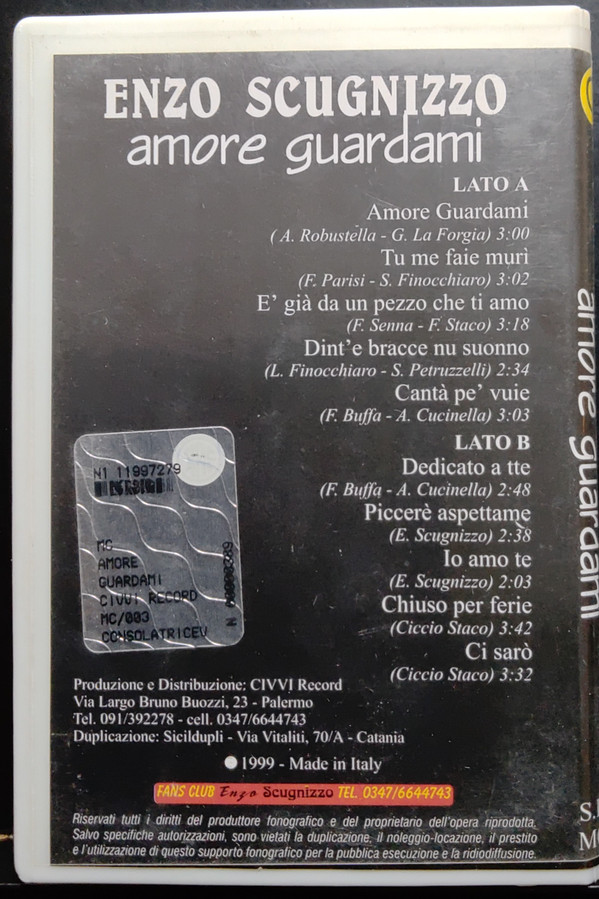 ENZO SCUGNIZZO
amore guardami
LATO A
Amore Guardami
( A. Robustella - G. La Forgia) 3:00
Tu me faie murì
(F. Parisi - S. Finocchiaro) 3:02
E' già da un pezzo che ti amo
(F. Senna - F. Staco) 3:18
Dint'e bracce nu suonno
(L. Finocchiaro - S. Petruzzelli) 2:34
Cantà pe' vuie
(F. Buffa - A. Cucinella) 3:03
LATO B
Dedicato a tte
(F. Buffa - A. Cucinella) 2:48
Piccerè aspettame
(E. Scugnizzo) 2:38
Io amo te
(E. Scugnizzo) 2:03
Chiuso per ferie
(Ciccio Staco) 3:42
Ci sarò
(Ciccio Staco) 3:32
N1 11997279
MC
AMORE
GUARDAMI
CIVVI RECORD
MC/003
CONSOLATRICEV
Produzione e Distribuzione: CIVVI Record
Via Largo Bruno Buozzi, 23 - Palermo
Tel. 091/392278 - cell. 0347/6644743
Duplicazione: Sicildupli - Via Vitaliti, 70/A - Catania
1999 - Made in Italy
FANS CLUB Enzo Scugnizzo TEL. 0347/6644743
Riservati tutti i diritti del produttore fonografico e del proprietario dell'opera riprodotta.
Salvo specifiche autorizzazioni, sono vietati la duplicazione, il noleggio-locazione, il prestito
e l'utilizzazione di questo supporto fonografico per la pubblica esecuzione e la ridiodiffusione.
amore guardami